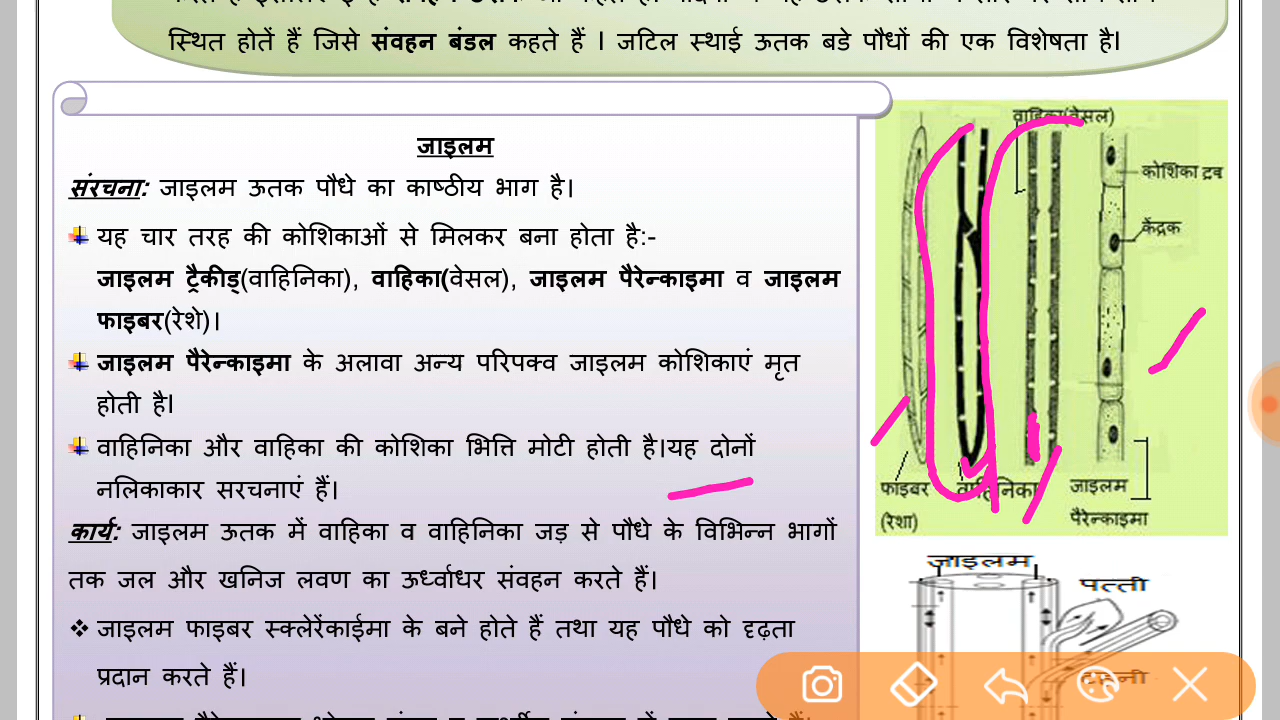 स्थित होतें हैं जिसे संवहन बंडल कहते हैं । जटिल स्थाई ऊतक बडे पौधों की एक विशेषता है।
जाइलम
संरचना: जाइलम ऊतक पौधे का काष्ठीय भाग है।
यह चार तरह की कोशिकाओं से मिलकर बना होता है:-
जाइलम ट्रैकीड्(वाहिनिका), वाहिका(वेसल), जाइलम पैरेन्काइमा व जाइलम
फाइबर(रेशे)।
जाइलम पैरेन्काइमा के अलावा अन्य परिपक्व जाइलम कोशिकाएं मृत
होती है।
वाहिनिका और वाहिका की कोशिका भित्ति मोटी होती है।यह दोनों
नलिकाकार सरचनाएं हैं।
कार्य: जाइलम ऊतक में वाहिका व वाहिनिका जड़ से पौधे के विभिन्न भागों
तक जल और खनिज लवण का ऊर्ध्वाधर संवहन करते हैं।
❖ जाइलम फाइबर स्क्लेरेंकाईमा के बने होते हैं तथा यह पौधे को दृढ़ता
प्रदान करते हैं।
वाहिका(वेसल)
कोशिका द्रव
केंद्रक
फाइबर
(रेशा)
वाहिनिका
जाइलम
पैरेन्काइमा
जाइलम
पत्ती
टहनी